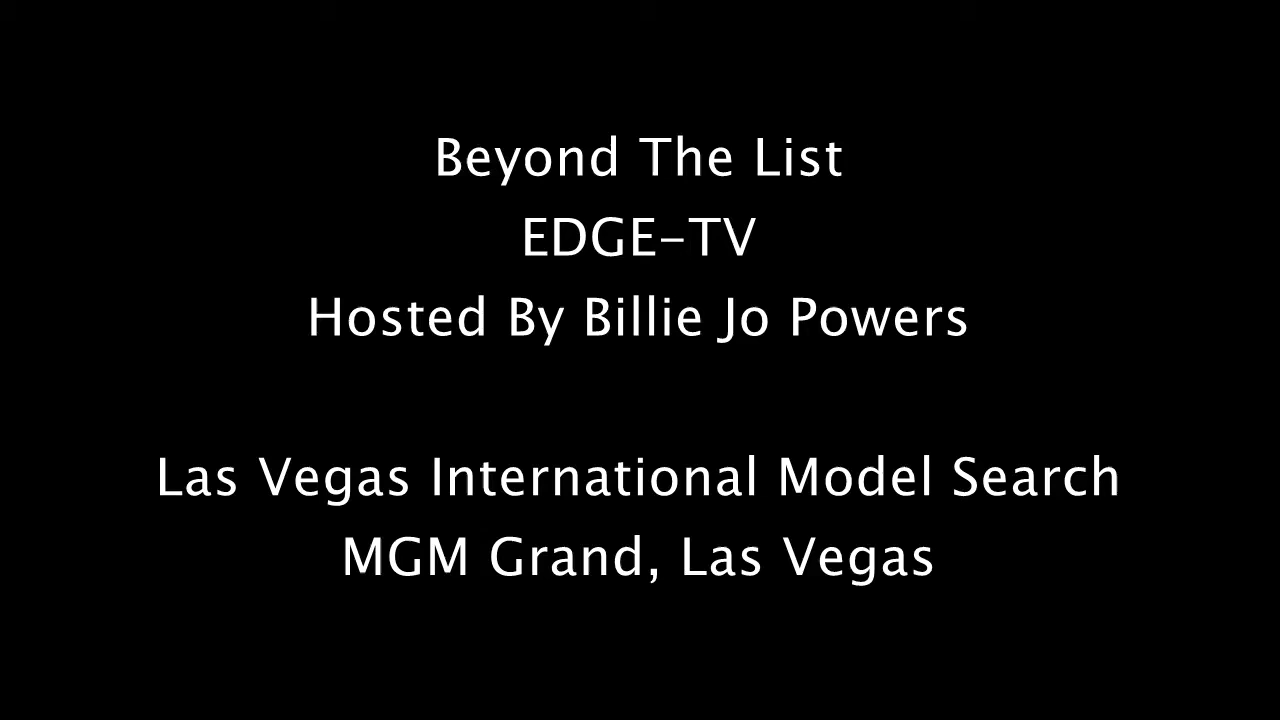 Beyond The List
EDGE-TV
Hosted By Billie Jo Powers
Las Vegas International Model Search
MGM Grand, Las Vegas